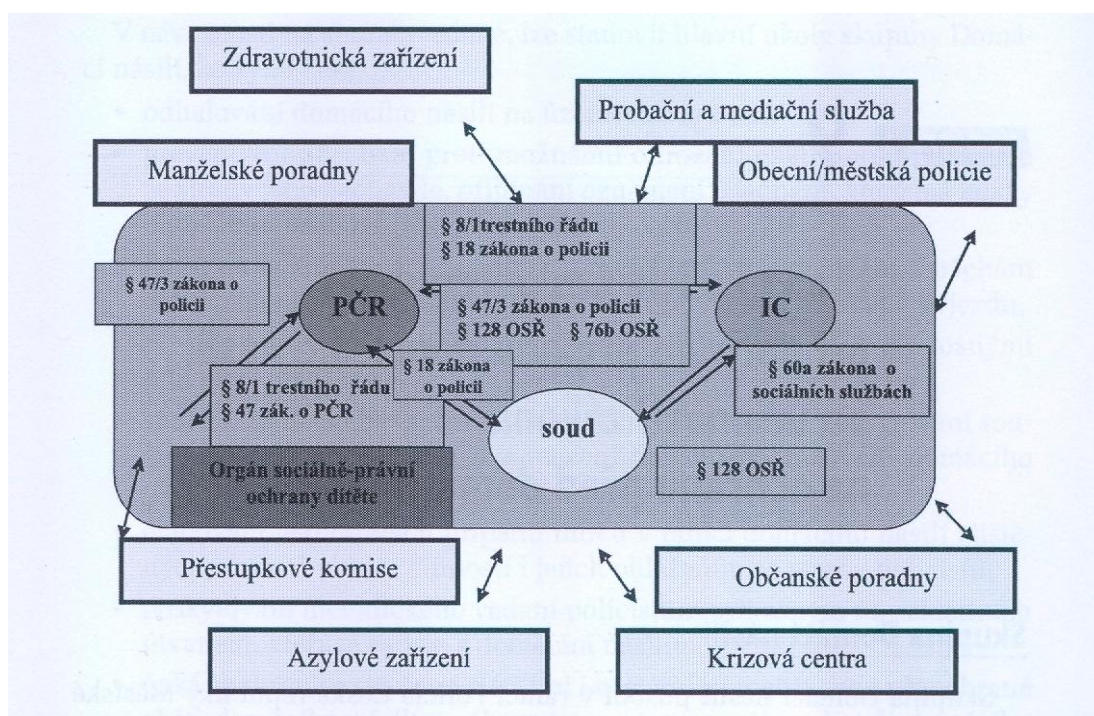 Zdravotnická zařízení
Probační a mediační služba
Manželské poradny
Obecní/městská policie
§ 8/1trestního řádu
§ 18 zákona o policii
§ 47/3 zákona o
policii
PČR
§ 47/3 zákona o policii
§ 128 OSŘ § 76b OSŘ
IC
§ 18 zákona
o policii
§ 60a zákona o
sociálních službách
§ 8/1 trestního řádu
§ 47 zák. o PČR
soud
Orgán sociálně-právní
ochrany dítěte
§ 128 OSŘ
Přestupkové komise
Občanské poradny
Azylové zařízení
Krizová centra